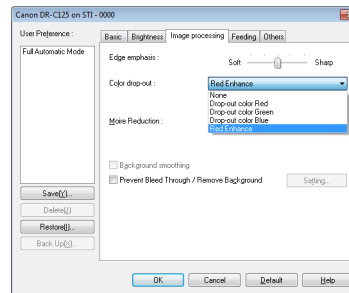 Canon DR-C125 on STI - 0000
User Preference :
Full Automatic Mode
Save(Y)...
Delete(J)
Restore(I)...
Back Up(X)...
Basic
Brightness
Image processing
Feeding
Others
Edge emphasis :
Soft
Sharp
Color drop-out :
Red Enhance
None
Drop-out color Red
Drop-out color Green
Drop-out color Blue
Red Enhance
Moire Reduction :
Background smoothing
Prevent Bleed Through / Remove Background
Setting...
OK
Cancel
Default
Help